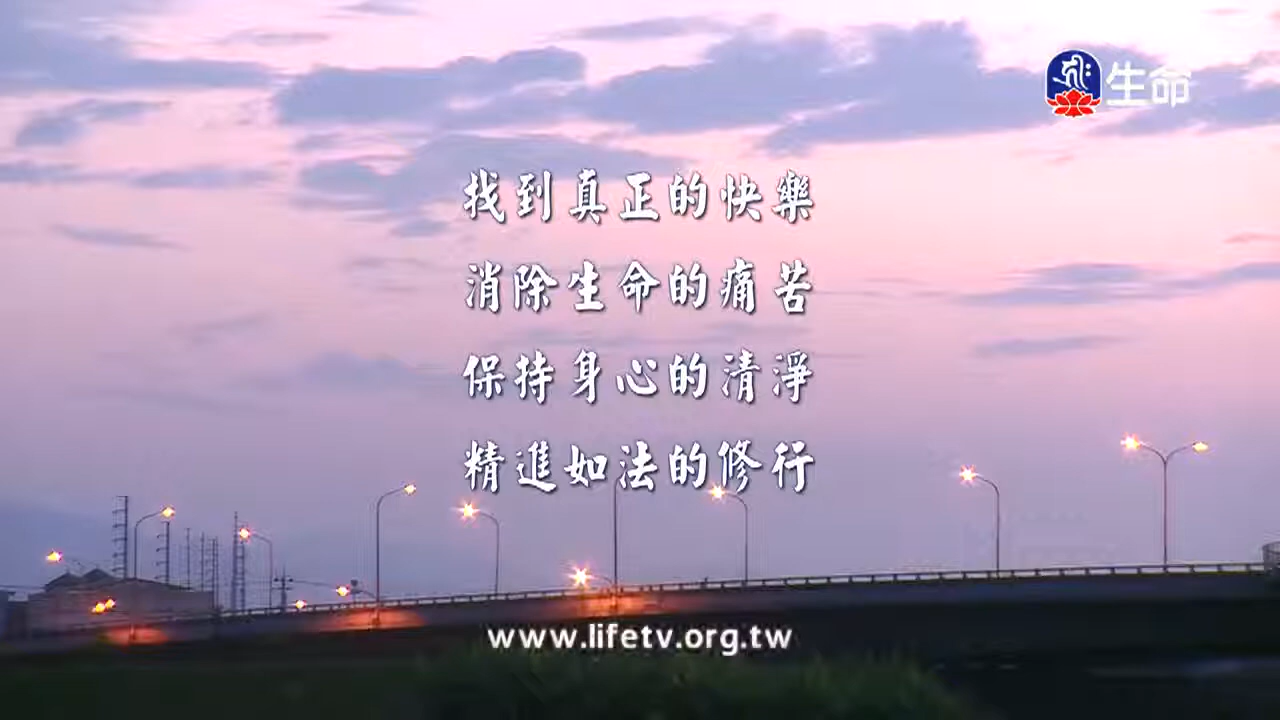 生命
找到真正的快樂
消除生命的痛苦
保持身心的清淨
精進如法的修行
www.lifetv.org.tw